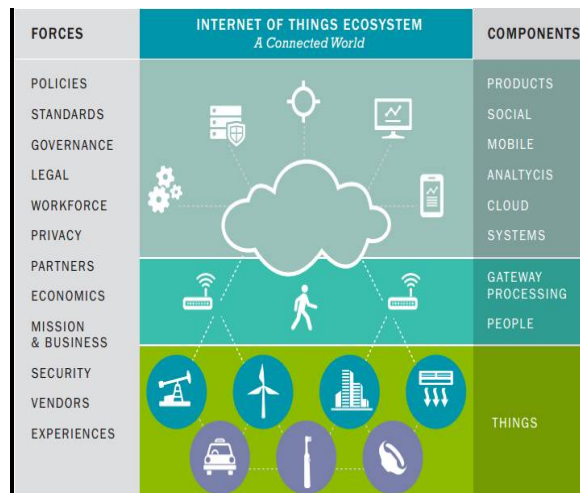 FORCES
INTERNET OF THINGS ECOSYSTEM
A Connected World
COMPONENTS
POLICIES
STANDARDS
GOVERNANCE
LEGAL
WORKFORCE
PRIVACY
PARTNERS
ECONOMICS
MISSION
& BUSINESS
SECURITY
VENDORS
EXPERIENCES
PRODUCTS
SOCIAL
MOBILE
ANALTYCIS
CLOUD
SYSTEMS
GATEWAY
PROCESSING
PEOPLE
THINGS